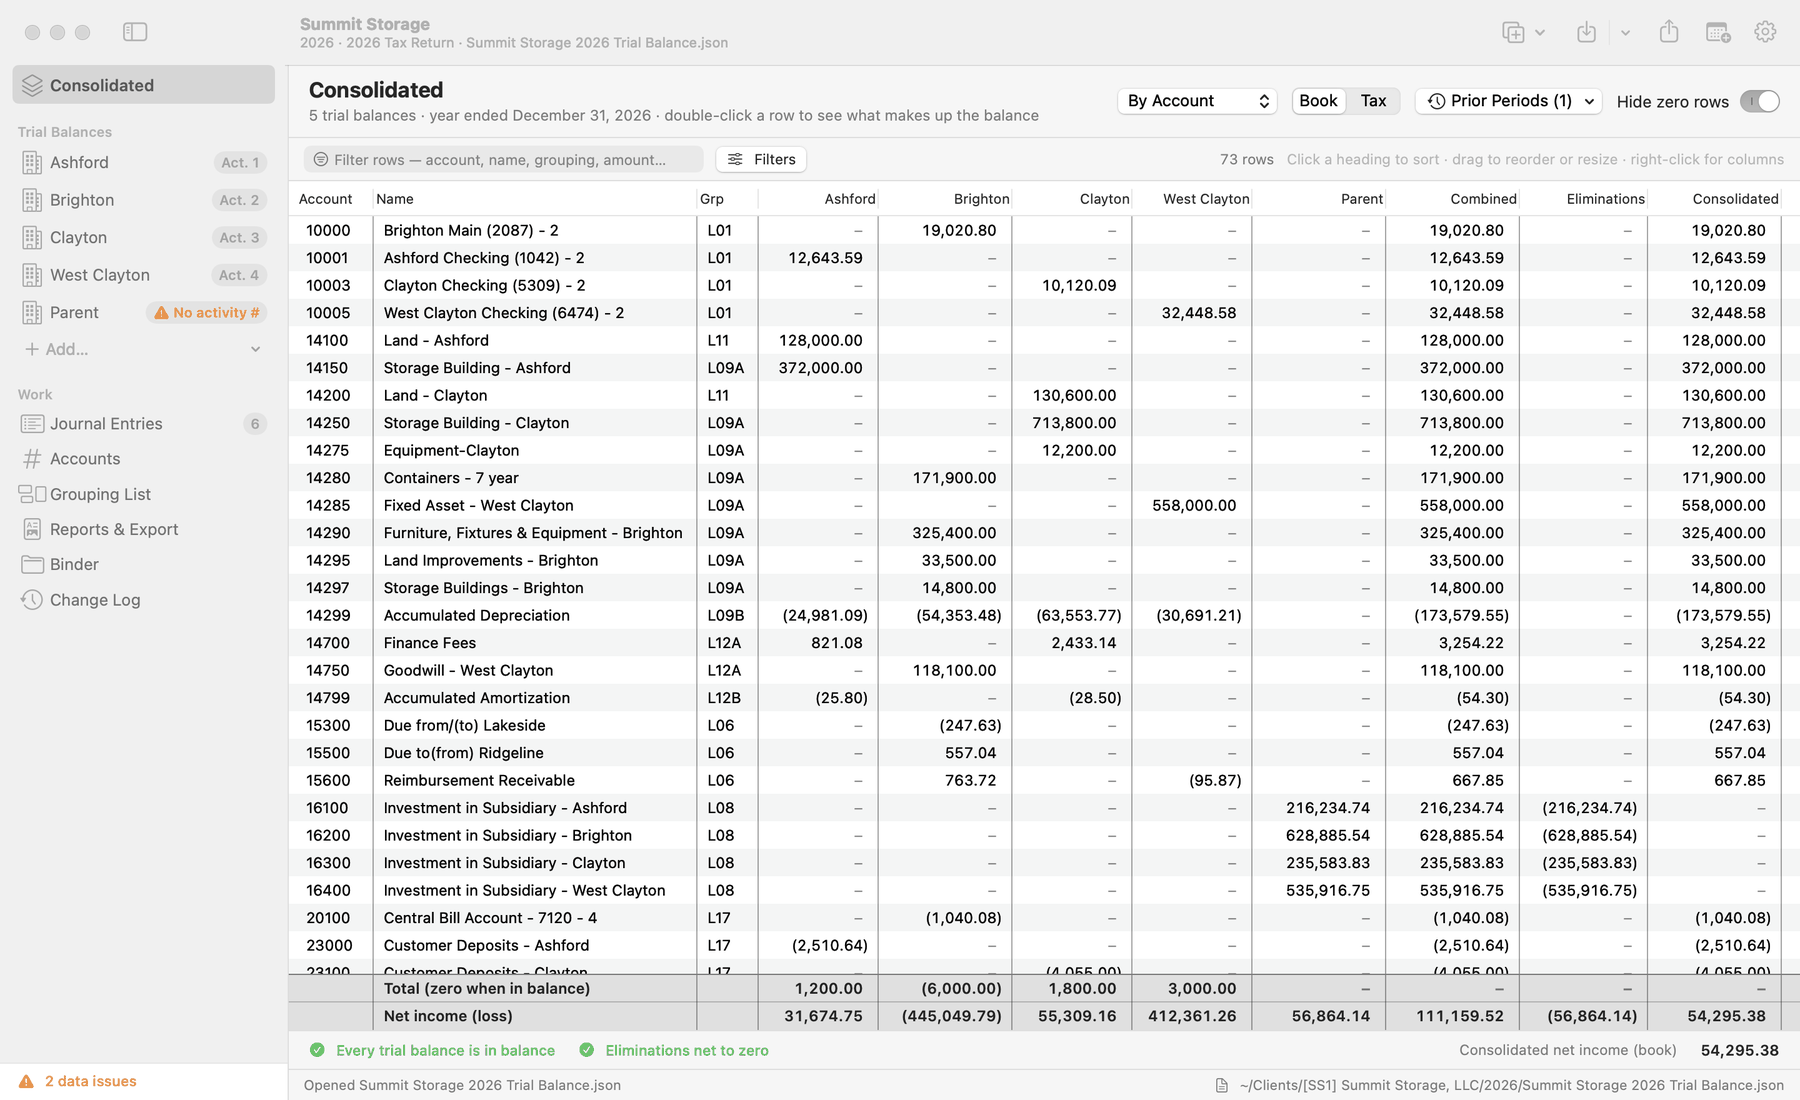 Summit Storage
2026 · 2026 Tax Return · Summit Storage 2026 Trial Balance.json
Consolidated
Trial Balances
Ashford Act. 1
Brighton Act. 2
Clayton Act. 3
West Clayton Act. 4
Parent No activity #
+ Add...
Work
Journal Entries 6
Accounts
Grouping List
Reports & Export
Binder
Change Log
2 data issues
Consolidated
5 trial balances · year ended December 31, 2026 · double-click a row to see what makes up the balance
By Account Book Tax Prior Periods (1) Hide zero rows
Filter rows — account, name, grouping, amount... Filters 73 rows Click a heading to sort · drag to reorder or resize · right-click for columns
Account Name Grp Ashford Brighton Clayton West Clayton Parent Combined Eliminations Consolidated
10000 Brighton Main (2087) - 2 L01 – 19,020.80 – – – 19,020.80 – 19,020.80
10001 Ashford Checking (1042) - 2 L01 12,643.59 – – – – 12,643.59 – 12,643.59
10003 Clayton Checking (5309) - 2 L01 – – 10,120.09 – – 10,120.09 – 10,120.09
10005 West Clayton Checking (6474) - 2 L01 – – – 32,448.58 – 32,448.58 – 32,448.58
14100 Land - Ashford L11 128,000.00 – – – – 128,000.00 – 128,000.00
14150 Storage Building - Ashford L09A 372,000.00 – – – – 372,000.00 – 372,000.00
14200 Land - Clayton L11 – – 130,600.00 – – 130,600.00 – 130,600.00
14250 Storage Building - Clayton L09A – – 713,800.00 – – 713,800.00 – 713,800.00
14275 Equipment-Clayton L09A – – 12,200.00 – – 12,200.00 – 12,200.00
14280 Containers - 7 year L09A – 171,900.00 – – – 171,900.00 – 171,900.00
14285 Fixed Asset - West Clayton L09A – – – 558,000.00 – 558,000.00 – 558,000.00
14290 Furniture, Fixtures & Equipment - Brighton L09A – 325,400.00 – – – 325,400.00 – 325,400.00
14295 Land Improvements - Brighton L09A – 33,500.00 – – – 33,500.00 – 33,500.00
14297 Storage Buildings - Brighton L09A – 14,800.00 – – – 14,800.00 – 14,800.00
14299 Accumulated Depreciation L09B (24,981.09) (54,353.48) (63,553.77) (30,691.21) – (173,579.55) – (173,579.55)
14700 Finance Fees L12A 821.08 – 2,433.14 – – 3,254.22 – 3,254.22
14750 Goodwill - West Clayton L12A – 118,100.00 – – – 118,100.00 – 118,100.00
14799 Accumulated Amortization L12B (25.80) – (28.50) – – (54.30) – (54.30)
15300 Due from/(to) Lakeside L06 – (247.63) – – – (247.63) – (247.63)
15500 Due to(from) Ridgeline L06 – 557.04 – – – 557.04 – 557.04
15600 Reimbursement Receivable L06 – 763.72 – (95.87) – 667.85 – 667.85
16100 Investment in Subsidiary - Ashford L08 – – – – 216,234.74 216,234.74 (216,234.74) –
16200 Investment in Subsidiary - Brighton L08 – – – – 628,885.54 628,885.54 (628,885.54) –
16300 Investment in Subsidiary - Clayton L08 – – – – 235,583.83 235,583.83 (235,583.83) –
16400 Investment in Subsidiary - West Clayton L08 – – – – 535,916.75 535,916.75 (535,916.75) –
20100 Central Bill Account - 7120 - 4 L17 – (1,040.08) – – – (1,040.08) – (1,040.08)
23000 Customer Deposits - Ashford L17 (2,510.64) – – – – (2,510.64) – (2,510.64)
23100 Customer Deposits - Clayton L17 – – (4,055.00) – – (4,055.00) – (4,055.00)
Total (zero when in balance) 1,200.00 (6,000.00) 1,800.00 3,000.00 – – – –
Net income (loss) 31,674.75 (445,049.79) 55,309.16 412,361.26 56,864.14 111,159.52 (56,864.14) 54,295.38
Every trial balance is in balance Eliminations net to zero Consolidated net income (book) 54,295.38
Opened Summit Storage 2026 Trial Balance.json ~/Clients/[SS1] Summit Storage, LLC/2026/Summit Storage 2026 Trial Balance.json